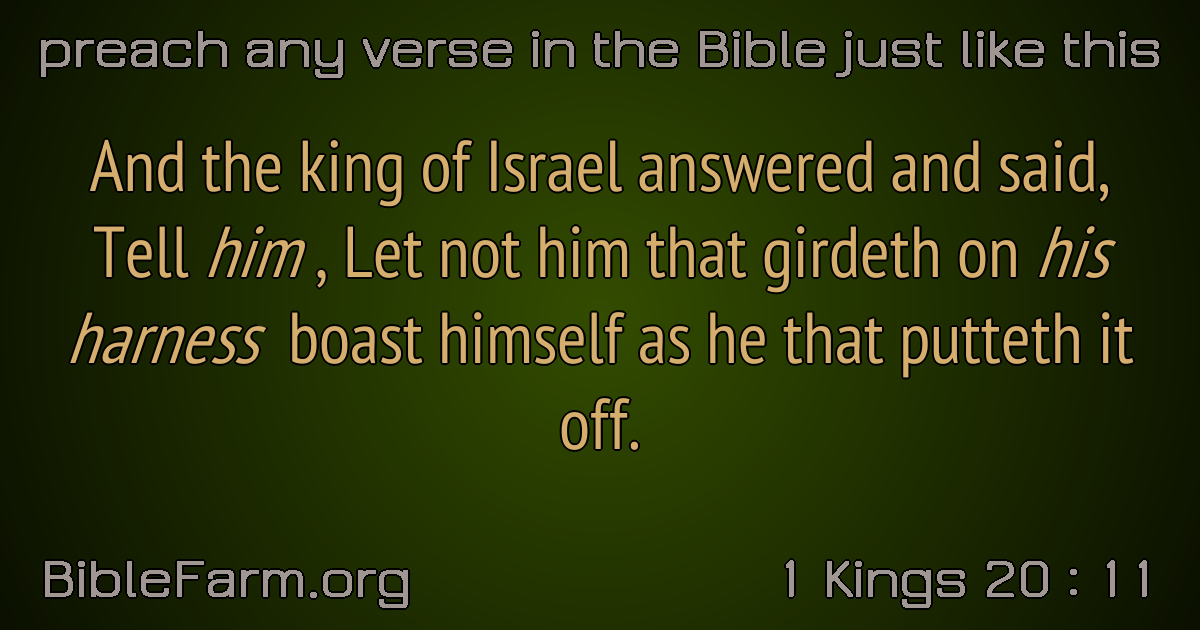 preach any verse in the Bible just like this
And the king of Israel answered and said,
Tell him , Let not him that girdeth on his
harness boast himself as he that putteth it
off.
BibleFarm.org
1 Kings 20 : 11